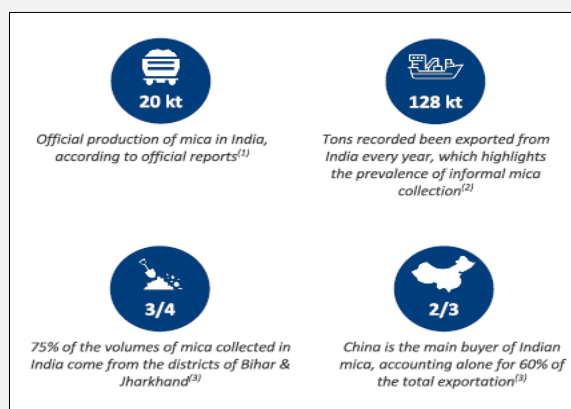 20 kt
Official production of mica in India,
according to official reports(1)
128 kt
Tons recorded been exported from
India every year, which highlights
the prevalence of informal mica
collection(2)
3/4
75% of the volumes of mica collected in
India come from the districts of Bihar &
Jharkhand(3)
2/3
China is the main buyer of Indian
mica, accounting alone for 60% of
the total exportation(3)